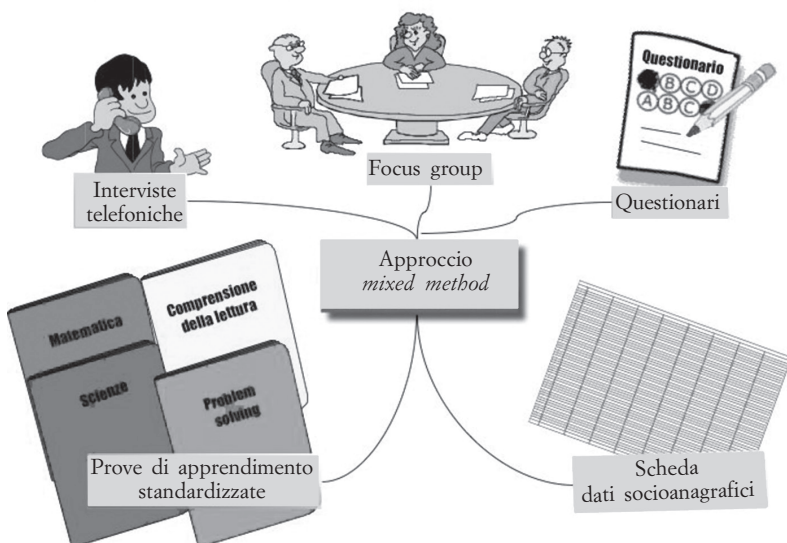 Questionario
B C D
A B C
Interviste
telefoniche
Focus group
Questionari
Approccio
mixed method
Matematica
Comprensione
della lettura
Scienze
Problem
solving
Prove di apprendimento
standardizzate
Scheda
dati socioanagrafici